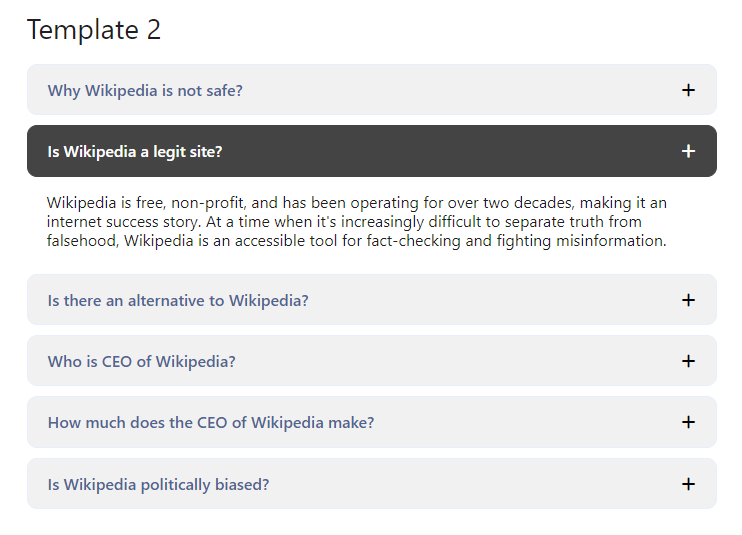 Template 2
Why Wikipedia is not safe?
+
Is Wikipedia a legit site?
+
Wikipedia is free, non-profit, and has been operating for over two decades, making it an
internet success story. At a time when it's increasingly difficult to separate truth from
falsehood, Wikipedia is an accessible tool for fact-checking and fighting misinformation.
Is there an alternative to Wikipedia?
+
Who is CEO of Wikipedia?
+
How much does the CEO of Wikipedia make?
+
Is Wikipedia politically biased?
+